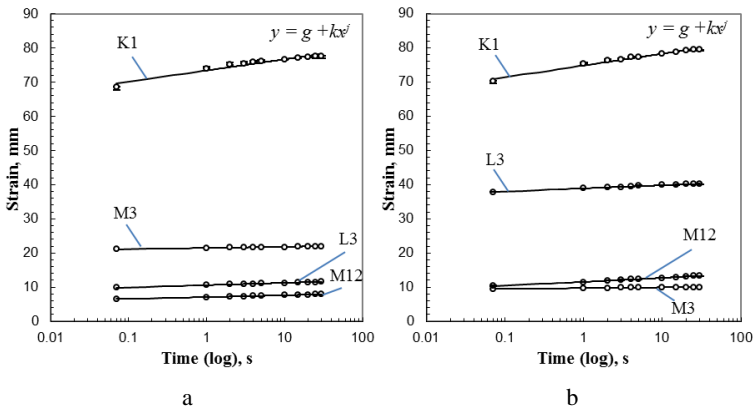 90
80
70
60
50
40
30
20
10
0
Strain, mm
y = g +kxʲ
K1
M3
L3
M12
0.01 0.1 1 10 100
Time (log), s
a
90
80
70
60
50
40
30
20
10
0
Strain, mm
y = g +kxʲ
K1
L3
M12
M3
0.01 0.1 1 10 100
Time (log), s
b